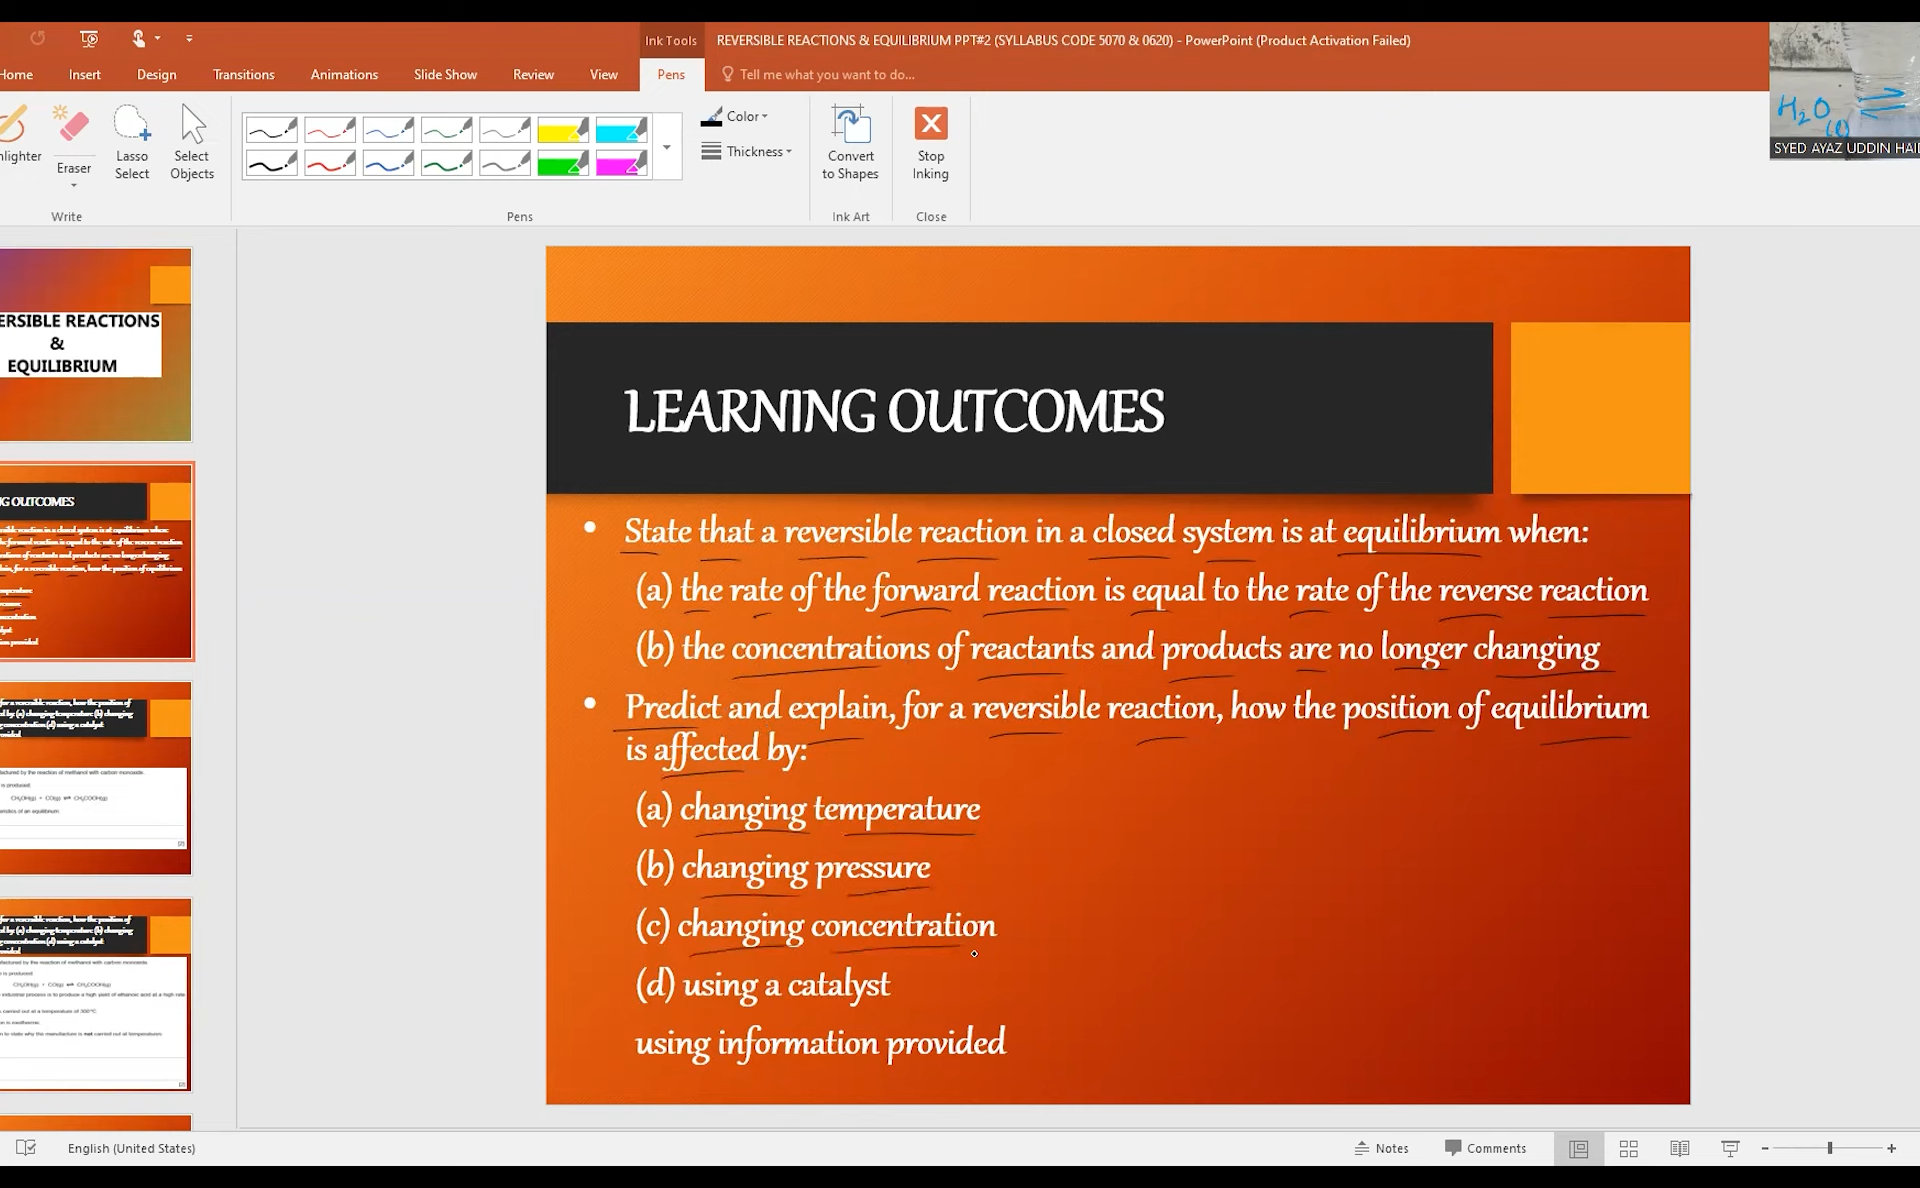 Ink Tools
REVERSIBLE REACTIONS & EQUILIBRIUM PPT#2 (SYLLABUS CODE 5070 & 0620) - PowerPoint (Product Activation Failed)
Home Insert Design Transitions Animations Slide Show Review View Pens Tell me what you want to do...
hlighter
Eraser
Lasso Select
Select Objects
Color
Thickness
Convert to Shapes
Stop Inking
Write
Pens
Ink Art
Close
H2O (l) ⇌
SYED AYAZ UDDIN HAID
ERSIBLE REACTIONS
&
EQUILIBRIUM
NG OUTCOMES
LEARNING OUTCOMES
• State that a reversible reaction in a closed system is at equilibrium when:
(a) the rate of the forward reaction is equal to the rate of the reverse reaction
(b) the concentrations of reactants and products are no longer changing
• Predict and explain, for a reversible reaction, how the position of equilibrium
is affected by:
(a) changing temperature
(b) changing pressure
(c) changing concentration
(d) using a catalyst
using information provided
English (United States)
Notes
Comments